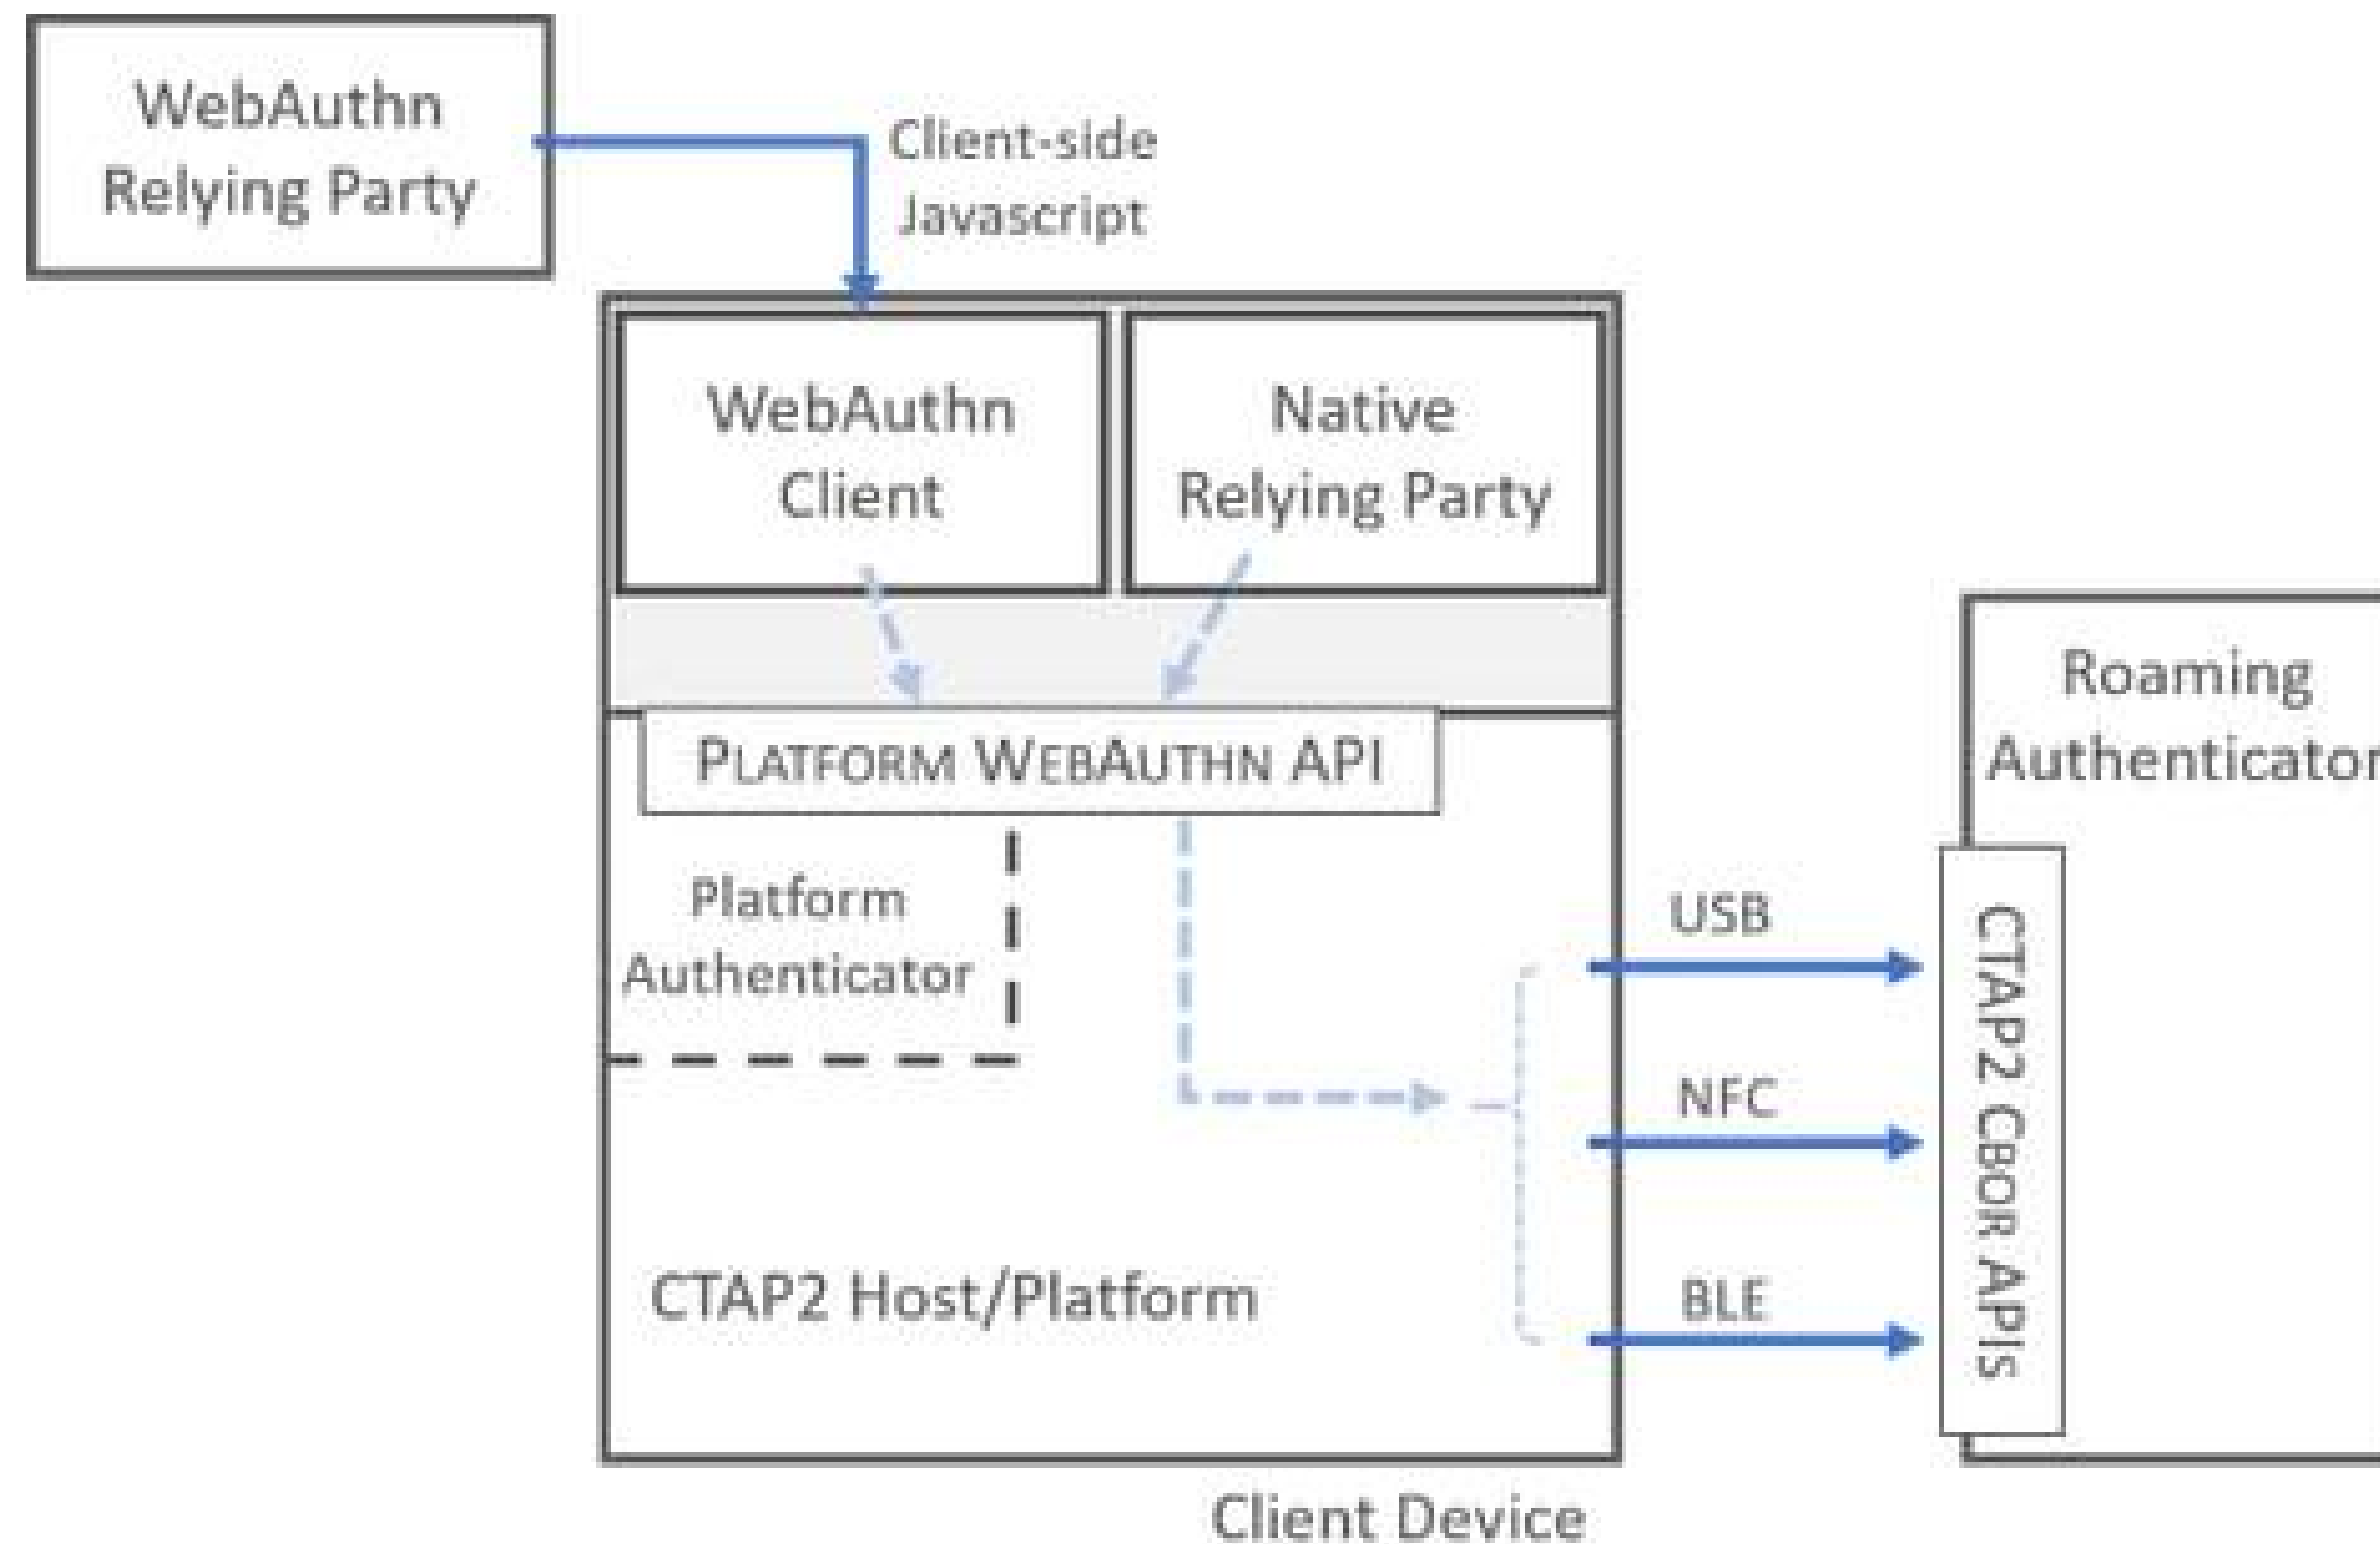 WebAuthn
Relying Party
Client-side
Javascript
WebAuthn
Client
Native
Relying Party
PLATFORM WEBAUTHN API
Platform
Authenticator
CTAP2 Host/Platform
USB
NFC
BLE
Roaming
Authenticator
CTAP2 CBOR APIS
Client Device